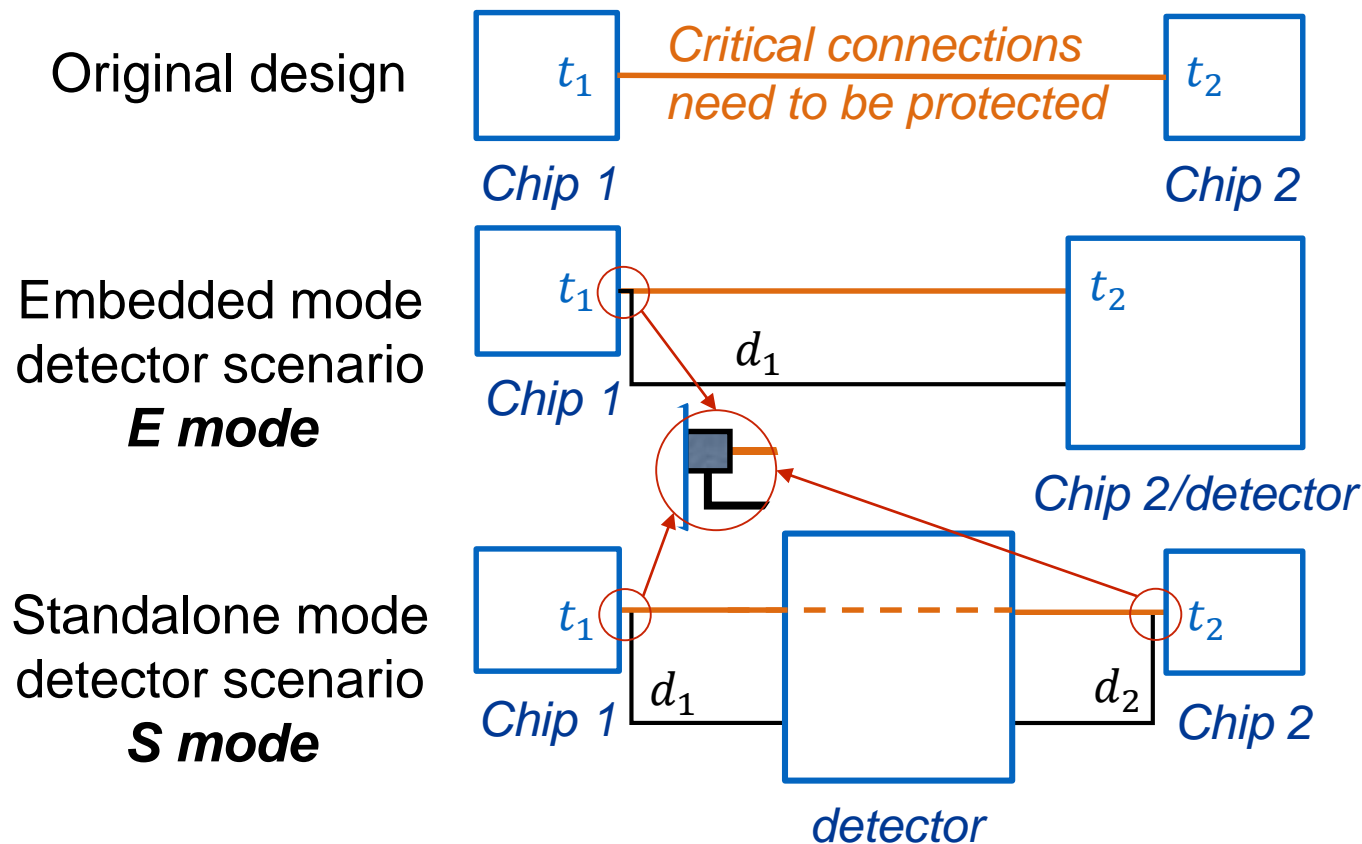 Original design
t₁
Critical connections
need to be protected
t₂
Chip 1
Chip 2
Embedded mode
detector scenario
E mode
t₁
t₂
d₁
Chip 1
Chip 2/detector
Standalone mode
detector scenario
S mode
t₁
t₂
d₁
d₂
Chip 1
Chip 2
detector